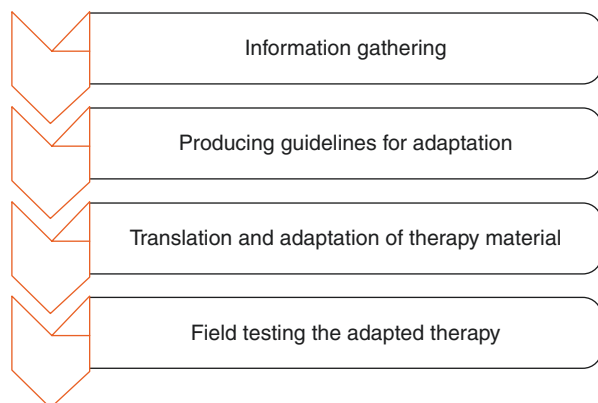 Information gathering
Producing guidelines for adaptation
Translation and adaptation of therapy material
Field testing the adapted therapy